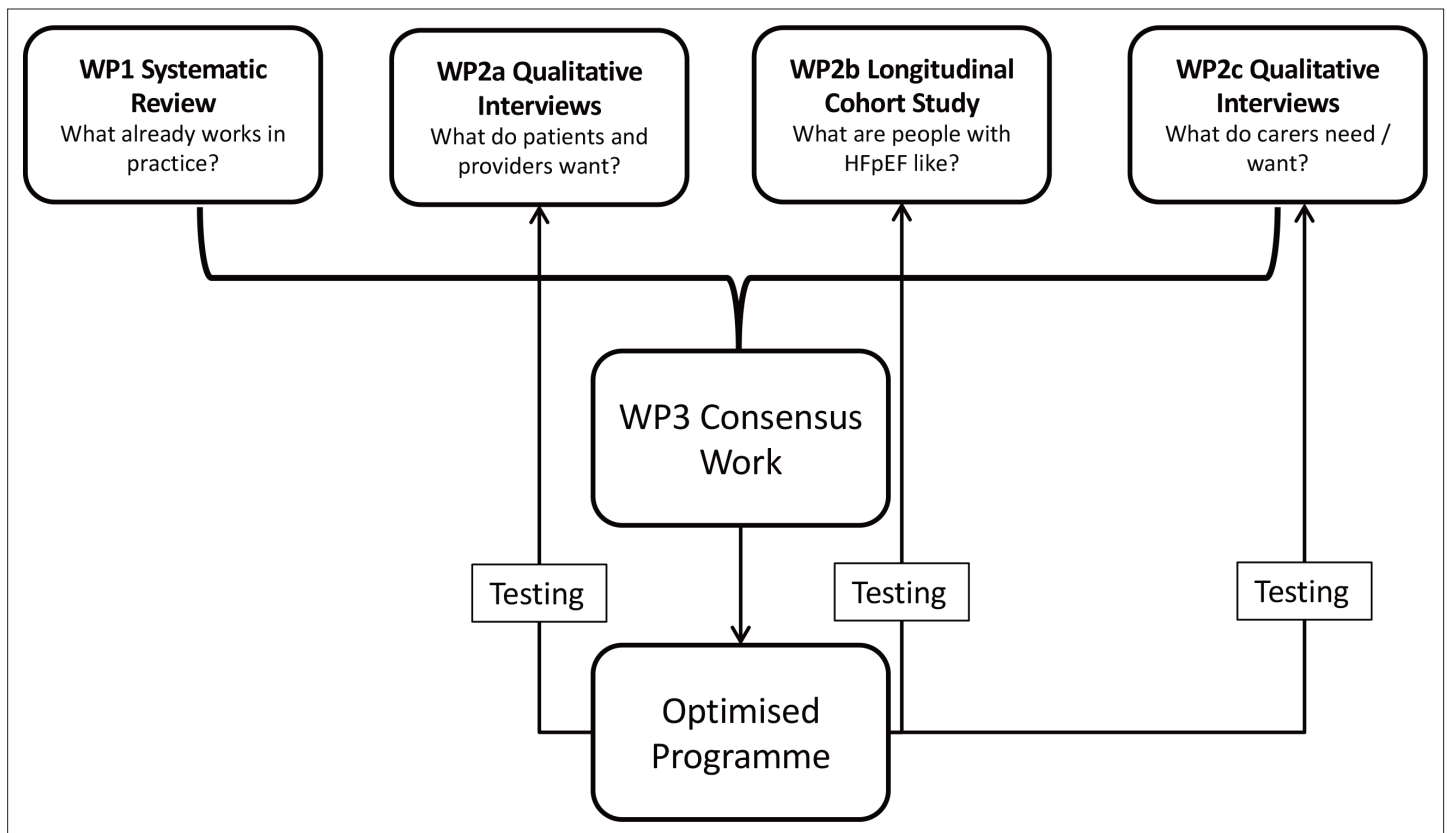 WP1 Systematic
Review
What already works in
practice?
WP2a Qualitative
Interviews
What do patients and
providers want?
WP2b Longitudinal
Cohort Study
What are people with
HFpEF like?
WP2c Qualitative
Interviews
What do carers need /
want?
WP3 Consensus
Work
Testing
Testing
Testing
Optimised
Programme